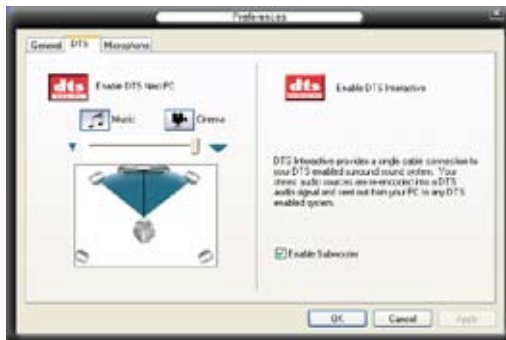 Preferences
General DTS Microphone
dts
Enable DTS Neo:PC
Music
Cinema
dts
Enable DTS Interactive
DTS Interactive provides a single cable connection to
your DTS enabled surround sound system. Your
stereo audio sources are re-encoded into a DTS
audio signal and sent out from your PC to any DTS
enabled system.
Enable Subwoofer
OK Cancel Apply